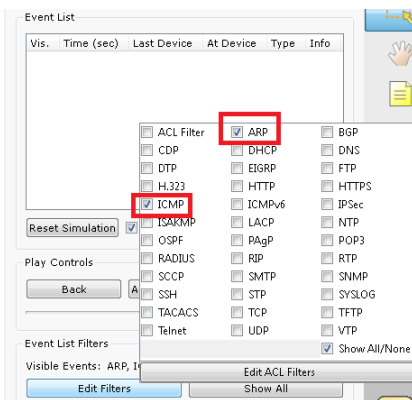 Event List
Vis. Time (sec) Last Device At Device Type Info
ACL Filter ARP BGP
CDP DHCP DNS
DTP EIGRP FTP
H.323 HTTP HTTPS
ICMP ICMPv6 IPSec
ISAKMP LACP NTP
Reset Simulation
OSPF PAgP POP3
Play Controls
RADIUS RIP RTP
SCCP SMTP SNMP
Back A
SSH STP SYSLOG
TACACS TCP TFTP
Telnet UDP VTP
Event List Filters
Show All/None
Visible Events: ARP, I
Edit ACL Filters
Edit Filters Show All